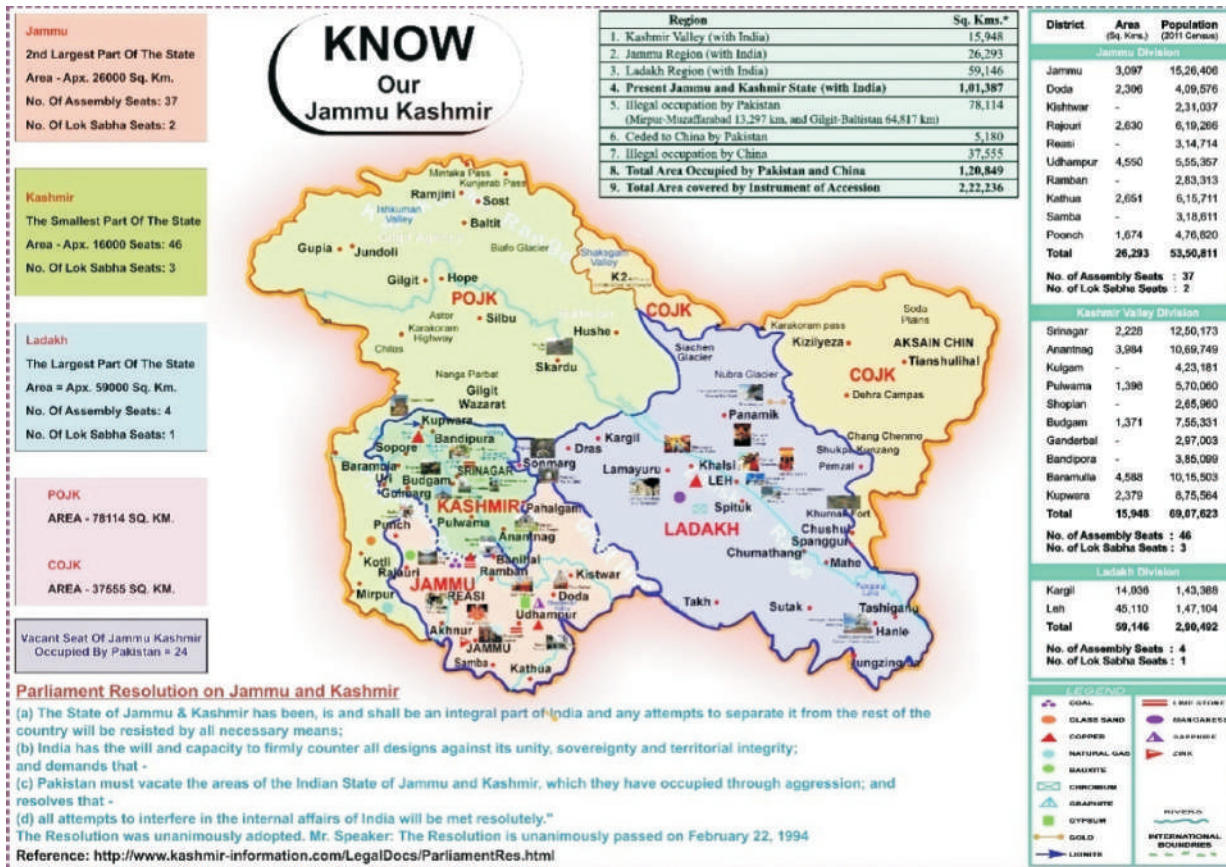 Jammu
2nd Largest Part Of The State
Area - Apx. 26000 Sq. Km.
No. Of Assembly Seats: 37
No. Of Lok Sabha Seats: 2
Kashmir
The Smallest Part Of The State
Area - Apx. 16000 Seats: 46
No. Of Lok Sabha Seats: 3
Ladakh
The Largest Part Of The State
Area = Apx. 59000 Sq. Km.
No. Of Assembly Seats: 4
No. Of Lok Sabha Seats: 1
POJK
AREA - 78114 SQ. KM.
COJK
AREA - 37555 SQ. KM.
Vacant Seat Of Jammu Kashmir
Occupied By Pakistan = 24
KNOW
Our
Jammu Kashmir
Region Sq. Kms.*
1. Kashmir Valley (with India) 15,948
2. Jammu Region (with India) 26,293
3. Ladakh Region (with India) 59,146
4. Present Jammu and Kashmir State (with India) 1,01,387
5. Illegal occupation by Pakistan 78,114
(Mirpur-Muzaffarabad 13,297 km, and Gilgit-Baltistan 64,817 km)
6. Ceded to China by Pakistan 5,180
7. Illegal occupation by China 37,555
8. Total Area Occupied by Pakistan and China 1,20,849
9. Total Area covered by Instrument of Accession 2,22,236
Mintaka Pass
Kunjerab Pass
Ramjini
Sost
Ishkuman
Valley
Baltit
Gupia
Jundoli
Biafo Glacier
Shaksgam
Valley
Gilgit
Hope
K2
POJK
COJK
Astor
Silbu
Karakoram
Highway
Hushe
Chilas
Skardu
Nanga Parbat
Gilgit
Wazarat
Siachen
Glacier
Nubra Glacier
Karakoram pass
Kizilyeza
Soda
Plains
AKSAIN CHIN
Tianshulihal
COJK
Dehra Campas
Panamik
Chang Chenmo
Shukpa Kunzang
Pemzal
Kupwara
Bandipura
Sopore
SRINAGAR
Uri
Budgam
KASHMIR
Pulwama
Pahalgam
Anantnag
Sonmarg
Dras
Kargil
Lamayuru
Khalsi
LEH
Spituk
LADAKH
Khurnak Fort
Chushul
Spanggur
Chumathang
Mahe
Punch
Kotli
Rajauri
Banihal
Ramban
JAMMU
REASI
Kistwar
Doda
Udhampur
Mirpur
Akhnur
JAMMU
Samba
Kathua
Takh
Sutak
Tashigang
Hanle
Parliament Resolution on Jammu and Kashmir
(a) The State of Jammu & Kashmir has been, is and shall be an integral part of India and any attempts to separate it from the rest of the
country will be resisted by all necessary means;
(b) India has the will and capacity to firmly counter all designs against its unity, sovereignty and territorial integrity;
and demands that -
(c) Pakistan must vacate the areas of the Indian State of Jammu and Kashmir, which they have occupied through aggression; and
resolves that -
(d) all attempts to interfere in the internal affairs of India will be met resolutely."
The Resolution was unanimously adopted. Mr. Speaker: The Resolution is unanimously passed on February 22, 1994
Reference: http://www.kashmir-information.com/LegalDocs/ParliamentRes.html
District Area Population
(Sq. Kms.) (2011 Census)
Jammu Division
Jammu 3,097 15,26,406
Doda 2,306 4,09,576
Kishtwar - 2,31,037
Rajouri 2,630 6,19,266
Reasi - 3,14,714
Udhampur 4,550 5,55,357
Ramban - 2,83,313
Kathua 2,651 6,15,711
Samba - 3,18,611
Poonch 1,674 4,76,820
Total 26,293 53,50,811
No. of Assembly Seats : 37
No. of Lok Sabha Seats : 2
Kashmir Valley Division
Srinagar 2,228 12,50,173
Anantnag 3,984 10,69,749
Kulgam - 4,23,181
Pulwama 1,398 5,70,060
Shopian - 2,65,960
Budgam 1,371 7,55,331
Ganderbal - 2,97,003
Bandipora - 3,85,099
Baramulla 4,588 10,15,503
Kupwara 2,379 8,75,564
Total 15,948 69,07,623
No. of Assembly Seats : 46
No. of Lok Sabha Seats : 3
Ladakh Division
Kargil 14,036 1,43,388
Leh 45,110 1,47,104
Total 59,146 2,90,492
No. of Assembly Seats : 4
No. of Lok Sabha Seats : 1
LEGEND
COAL
GLASS SAND
COPPER
NATURAL GAS
BAUXITE
CHROMIUM
GRAPHITE
GYPSUM
GOLD
LIGNITE
LIME STONE
MANGANESE
SAPPHIRE
ZINK
RIVERS
INTERNATIONAL
BOUNDRIES